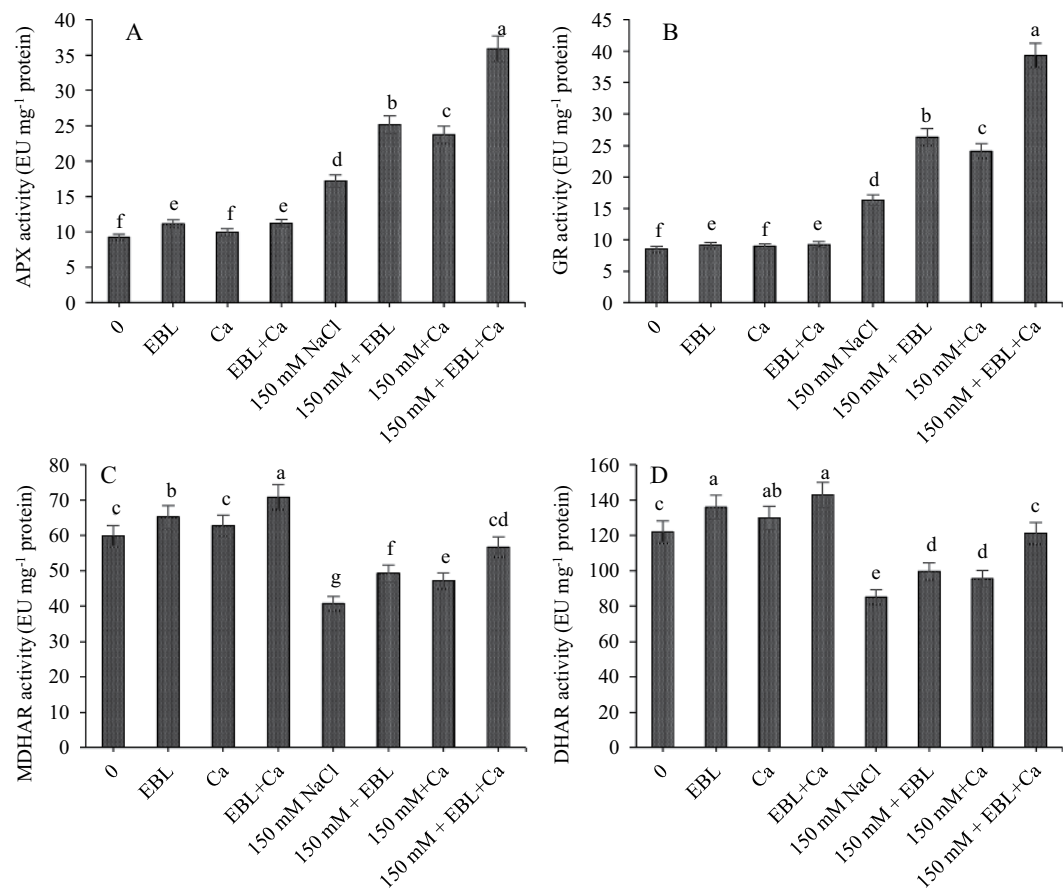 A
APX activity (EU mg⁻¹ protein)
40
35
30
25
20
15
10
5
0
f
e
f
e
d
b
c
a
0
EBL
Ca
EBL+Ca
150 mM NaCl
150 mM + EBL
150 mM+Ca
150 mM + EBL+Ca
B
GR activity (EU mg⁻¹ protein)
45
40
35
30
25
20
15
10
5
0
f
e
f
e
d
b
c
a
0
EBL
Ca
EBL+Ca
150 mM NaCl
150 mM + EBL
150 mM+Ca
150 mM + EBL+Ca
C
MDHAR activity (EU mg⁻¹ protein)
80
70
60
50
40
30
20
10
0
c
b
c
a
g
f
e
cd
0
EBL
Ca
EBL+Ca
150 mM NaCl
150 mM + EBL
150 mM+Ca
150 mM + EBL+Ca
D
DHAR activity (EU mg⁻¹ protein)
160
140
120
100
80
60
40
20
0
c
a
ab
a
e
d
d
c
0
EBL
Ca
EBL+Ca
150 mM NaCl
150 mM + EBL
150 mM+Ca
150 mM + EBL+Ca